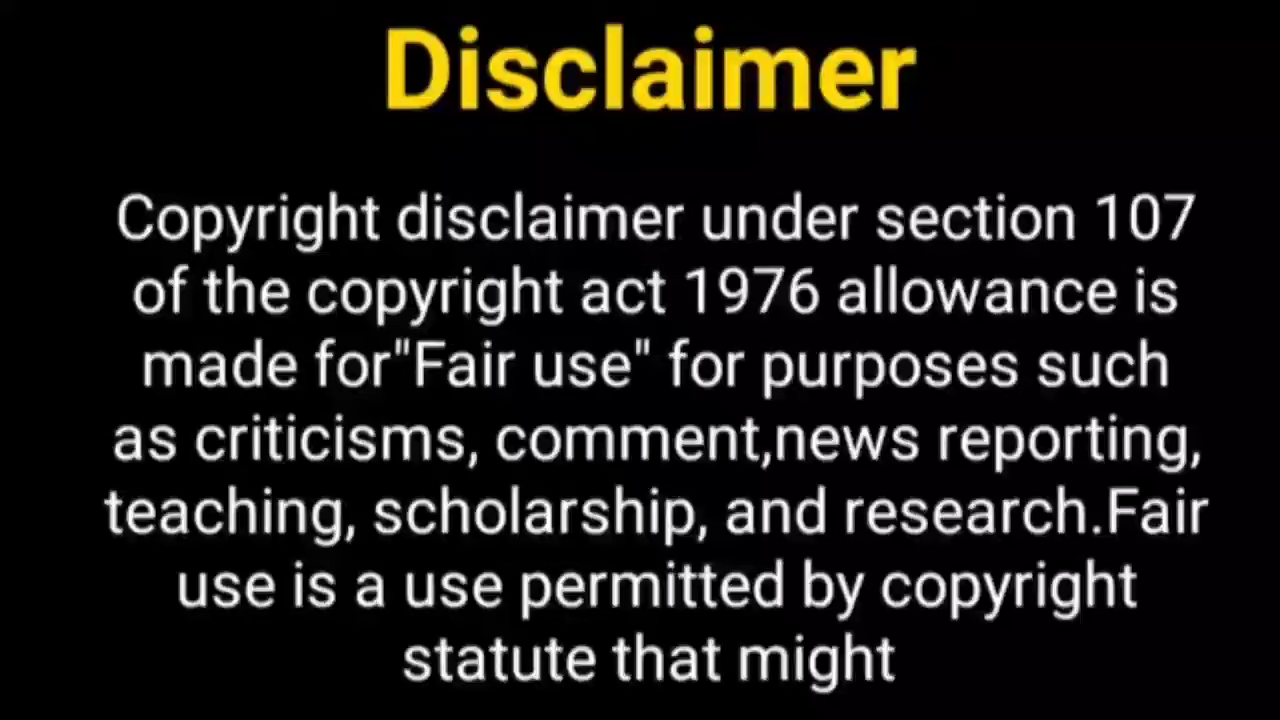 Disclaimer
Copyright disclaimer under section 107
of the copyright act 1976 allowance is
made for"Fair use" for purposes such
as criticisms, comment,news reporting,
teaching, scholarship, and research.Fair
use is a use permitted by copyright
statute that might